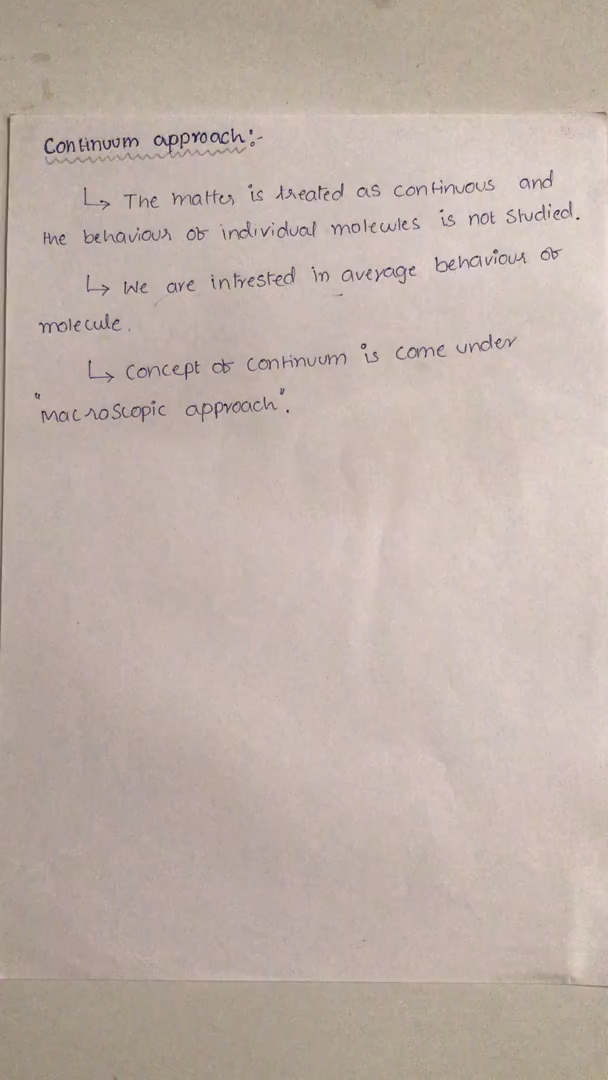 Continuum approach:-
↳ The matter is treated as continuous and
the behaviour of individual molecules is not studied.
↳ We are intrested in average behaviour of
molecule.
↳ Concept of continuum is come under
"macroscopic approach".